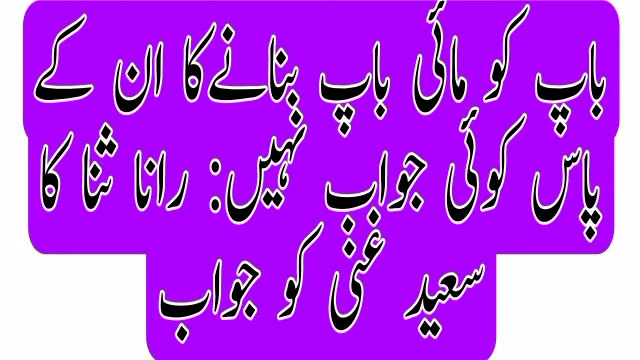 باپ کو مائی باپ بنانے کا ان کے
پاس کوئی جواب نہیں: رانا ثنا کا
سعید غنی کو جواب